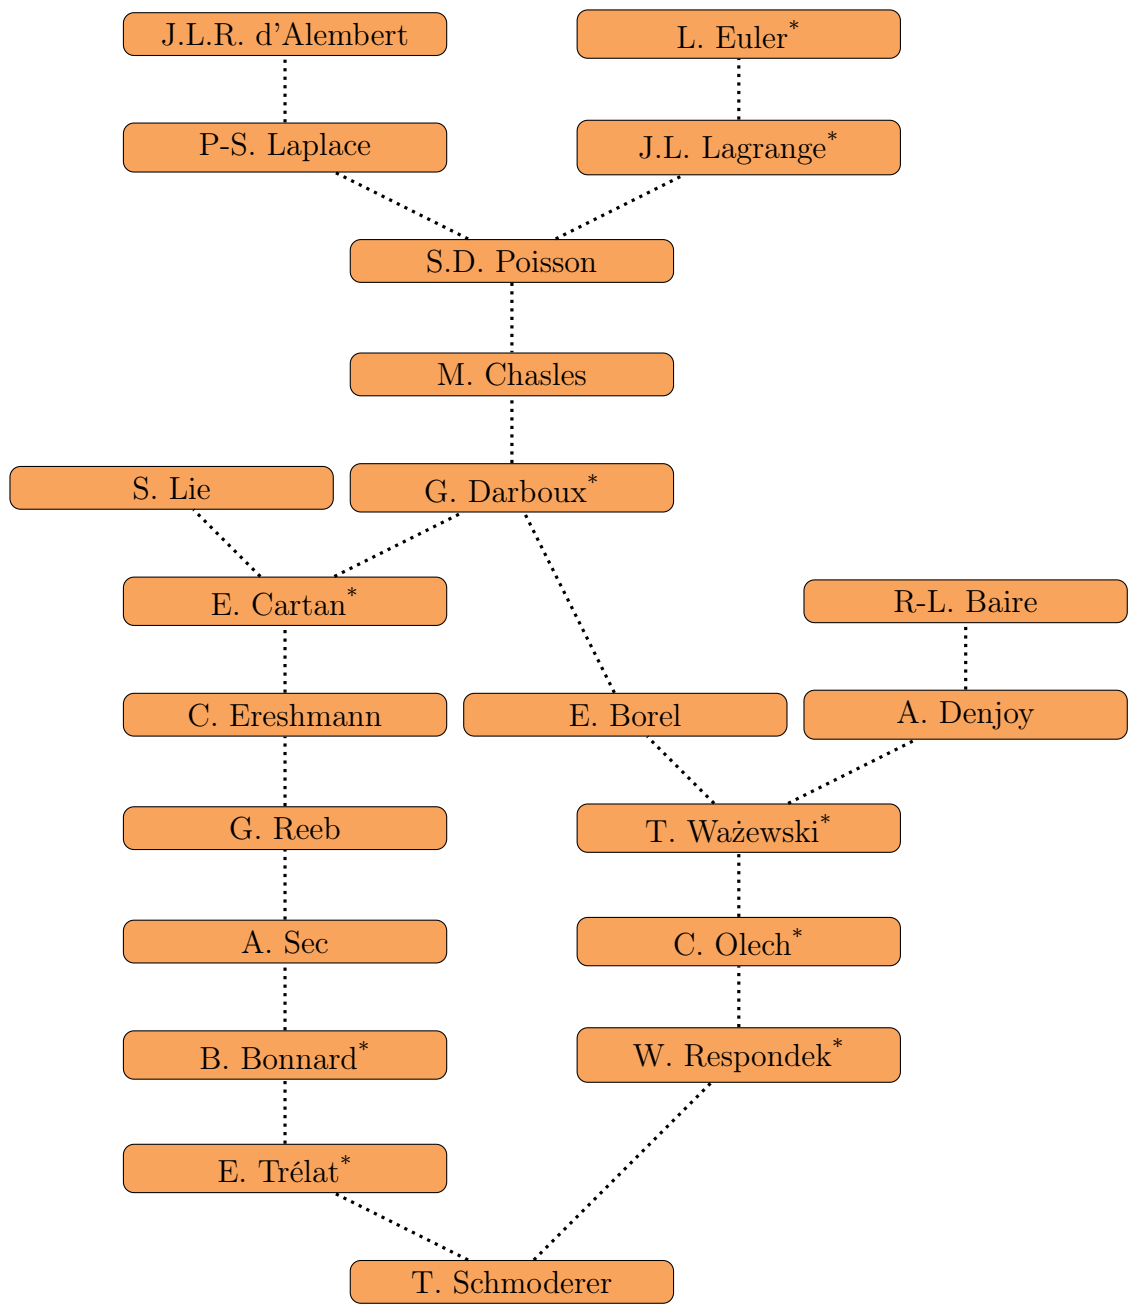 J.L.R. d'Alembert
L. Euler*
P-S. Laplace
J.L. Lagrange*
S.D. Poisson
M. Chasles
S. Lie
G. Darboux*
E. Cartan*
R-L. Baire
C. Ereshmann
E. Borel
A. Denjoy
G. Reeb
T. Ważewski*
A. Sec
C. Olech*
B. Bonnard*
W. Respondek*
E. Trélat*
T. Schmoderer